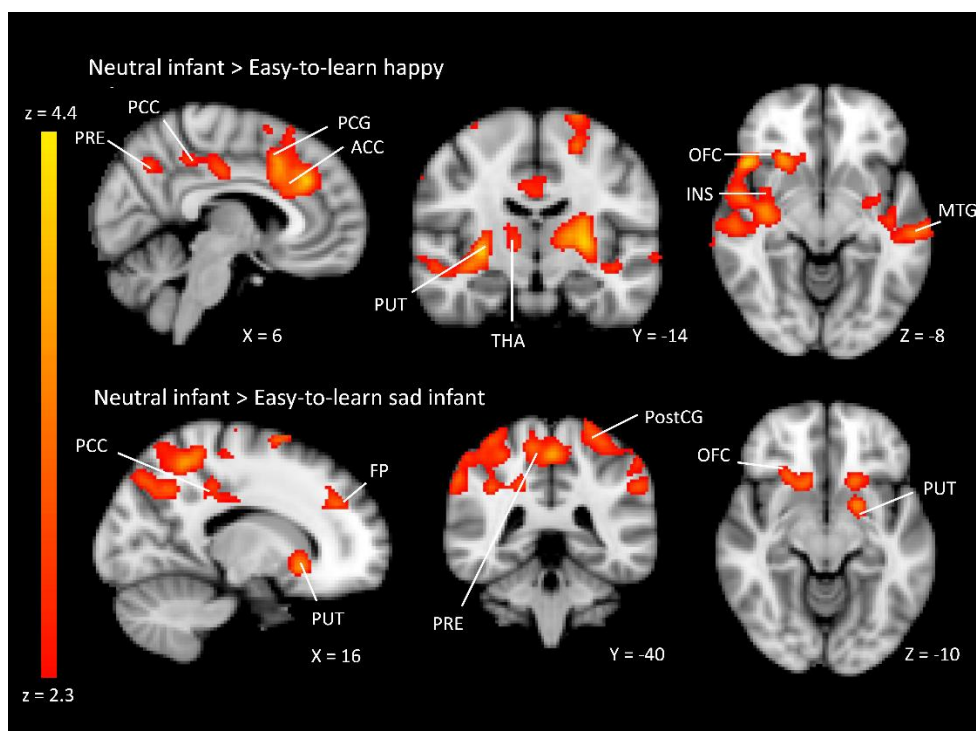 Neutral infant > Easy-to-learn happy
z = 4.4
PCC
PCG
PRE
ACC
OFC
INS
MTG
PUT
THA
X = 6
Y = -14
Z = -8
Neutral infant > Easy-to-learn sad infant
PCC
FP
PostCG
OFC
PUT
PUT
PRE
X = 16
Y = -40
Z = -10
z = 2.3